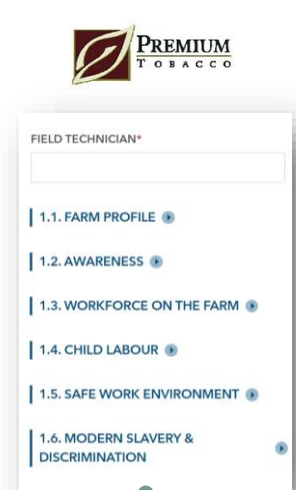 PREMIUM
TOBACCO
FIELD TECHNICIAN*
1.1. FARM PROFILE
1.2. AWARENESS
1.3. WORKFORCE ON THE FARM
1.4. CHILD LABOUR
1.5. SAFE WORK ENVIRONMENT
1.6. MODERN SLAVERY &
DISCRIMINATION